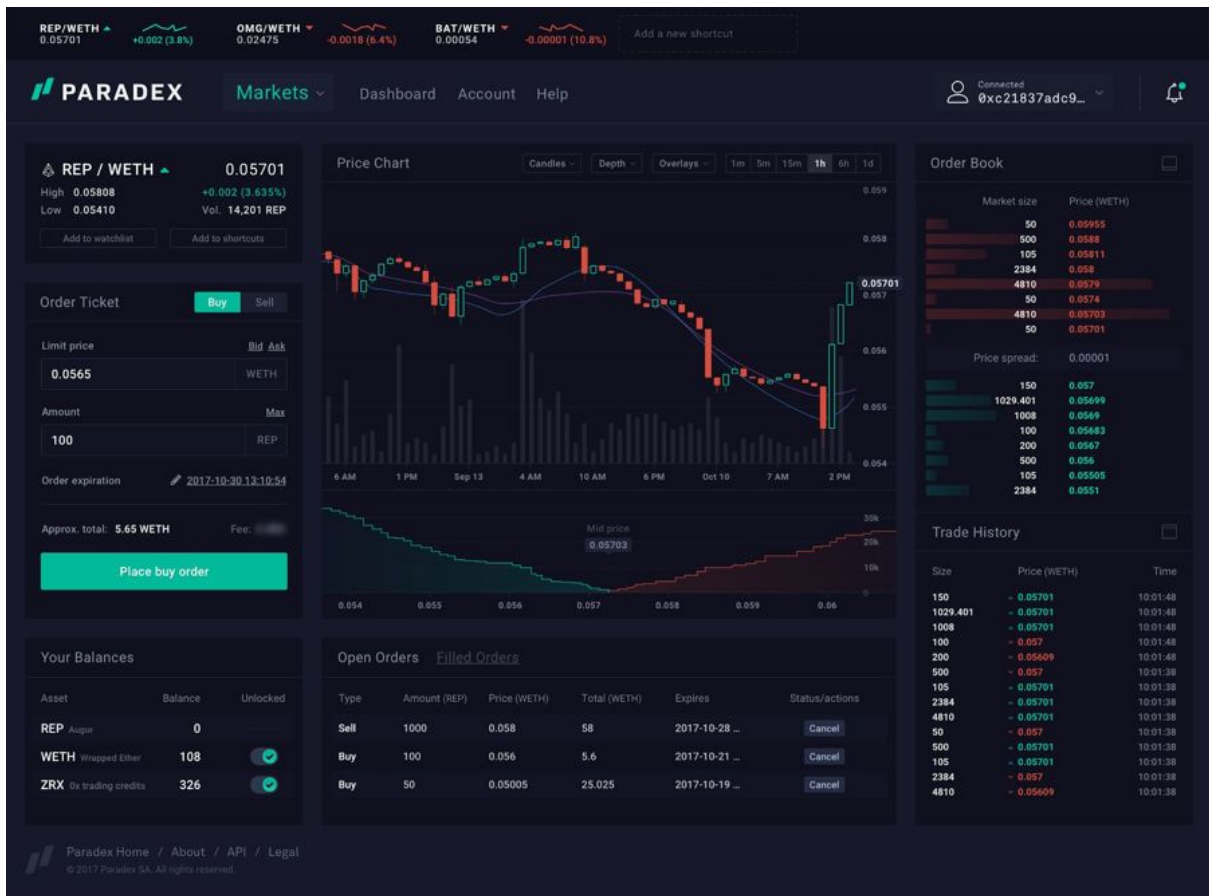 REP/WETH
0.05701 +0.002 (3.8%)
OMG/WETH
0.02475 -0.0018 (6.4%)
BAT/WETH
0.00054 -0.00001 (10.8%)
Add a new shortcut
PARADEX
Markets Dashboard Account Help
Connected
0xc21837adc9…
REP / WETH 0.05701
High 0.05808 +0.002 (3.635%)
Low 0.05410 Vol. 14,201 REP
Add to watchlist Add to shortcuts
Order Ticket Buy Sell
Limit price Bid Ask
0.0565 WETH
Amount Max
100 REP
Order expiration 2017-10-30 13:10:54
Approx. total: 5.65 WETH Fee:
Place buy order
Price Chart Candles Depth Overlays 1m 5m 15m 1h 6h 1d
0.059
0.058
0.05701
0.057
0.056
0.055
0.054
6 AM 1 PM Sep 13 4 AM 10 AM 6 PM Oct 10 7 AM 2 PM
Mid price
0.05703
30k
20k
10k
0
0.054 0.055 0.056 0.057 0.058 0.059 0.06
Order Book
Market size Price (WETH)
50 0.05955
500 0.0588
105 0.05811
2384 0.058
4810 0.0579
50 0.0574
4810 0.05703
50 0.05701
Price spread: 0.00001
150 0.057
1029.401 0.05699
1008 0.0569
100 0.05683
200 0.0567
500 0.056
105 0.05505
2384 0.0551
Trade History
Size Price (WETH) Time
150 0.05701 10:01:48
1029.401 0.05701 10:01:48
1008 0.05701 10:01:48
100 0.057 10:01:48
200 0.05609 10:01:48
500 0.057 10:01:38
105 0.05701 10:01:38
2384 0.05701 10:01:38
4810 0.05701 10:01:38
50 0.057 10:01:38
500 0.05701 10:01:38
105 0.05701 10:01:38
2384 0.057 10:01:38
4810 0.05609 10:01:38
Your Balances
Asset Balance Unlocked
REP Augur 0
WETH Wrapped Ether 108
ZRX 0x trading credits 326
Open Orders Filled Orders
Type Amount (REP) Price (WETH) Total (WETH) Expires Status/actions
Sell 1000 0.058 58 2017-10-28 ... Cancel
Buy 100 0.056 5.6 2017-10-21 ... Cancel
Buy 50 0.05005 25.025 2017-10-19 ... Cancel
Paradex Home / About / API / Legal
© 2017 Paradex SA. All rights reserved.